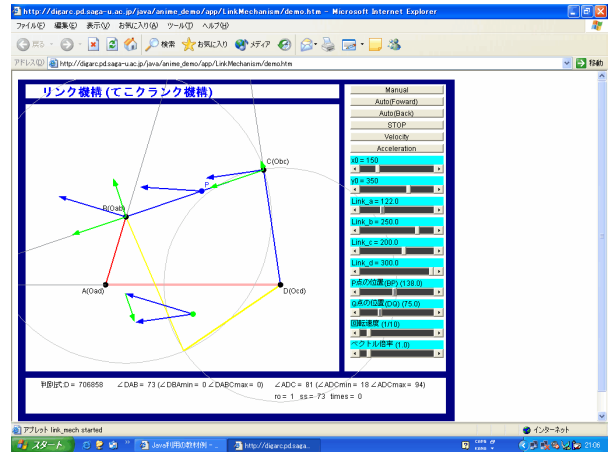 http://digarc.pd.saga-u.ac.jp/java/anime_demo/app/LinkMechanism/demo.htm - Microsoft Internet Explorer
ファイル(F) 編集(E) 表示(V) お気に入り(A) ツール(T) ヘルプ(H)
戻る 検索 お気に入り メディア
アドレス(D) http://digarc.pd.saga-u.ac.jp/java/anime_demo/app/LinkMechanism/demo.htm 移動
リンク機構 (てこクランク機構)
Manual
Auto(Foward)
Auto(Back)
STOP
Velocity
Acceleration
x0 = 150
y0 = 350
Link_a = 122.0
Link_b = 250.0
Link_c = 200.0
Link_d = 300.0
P点の位置(BP) (138.0)
Q点の位置(DQ) (75.0)
回転速度 (1/10)
ベクトル倍率 (1.0)
C(Obc)
P
B(Oab)
A(Oad)
D(Ocd)
判別式:D = 706858 ∠DAB = 73 (∠DBAmin = 0 ∠DABCmax = 0) ∠ADC = 81 (∠ADCmin = 18 ∠ADCmax = 94)
ro = 1 ss = 73 times = 0
アプレット link_mech started インターネット
スタート Java利用の教材例 - ... http://digarc.pd.saga... CAPS KANA 21:06